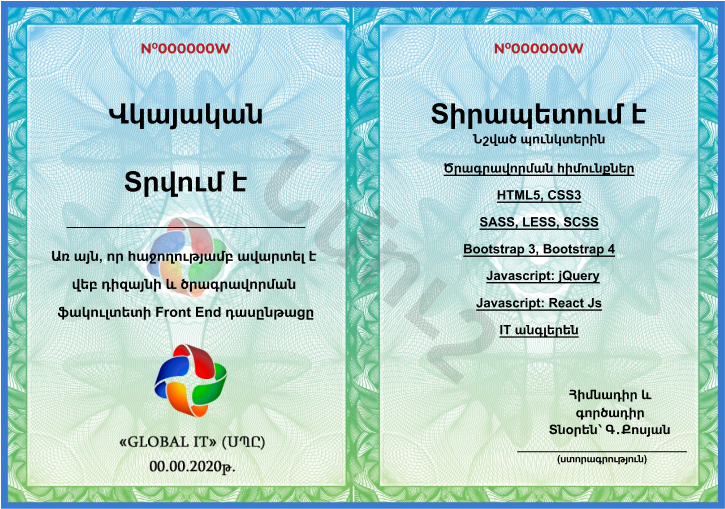 №000000W
Վկայական
Տրվում է
Առ այն, որ հաջողությամբ ավարտել է
վեբ դիզայնի և ծրագրավորման
ֆակուլտետի Front End դասընթացը
«GLOBAL IT» (ՍՊԸ)
00.00.2020թ.
№000000W
Տիրապետում է
Նշված պունկտերին
Ծրագրավորման հիմունքներ
HTML5, CSS3
SASS, LESS, SCSS
Bootstrap 3, Bootstrap 4
Javascript: jQuery
Javascript: React Js
IT անգլերեն
Հիմնադիր և
գործադիր
Տնօրեն՝ Գ.Քոսյան
(ստորագրություն)
Նմուշ